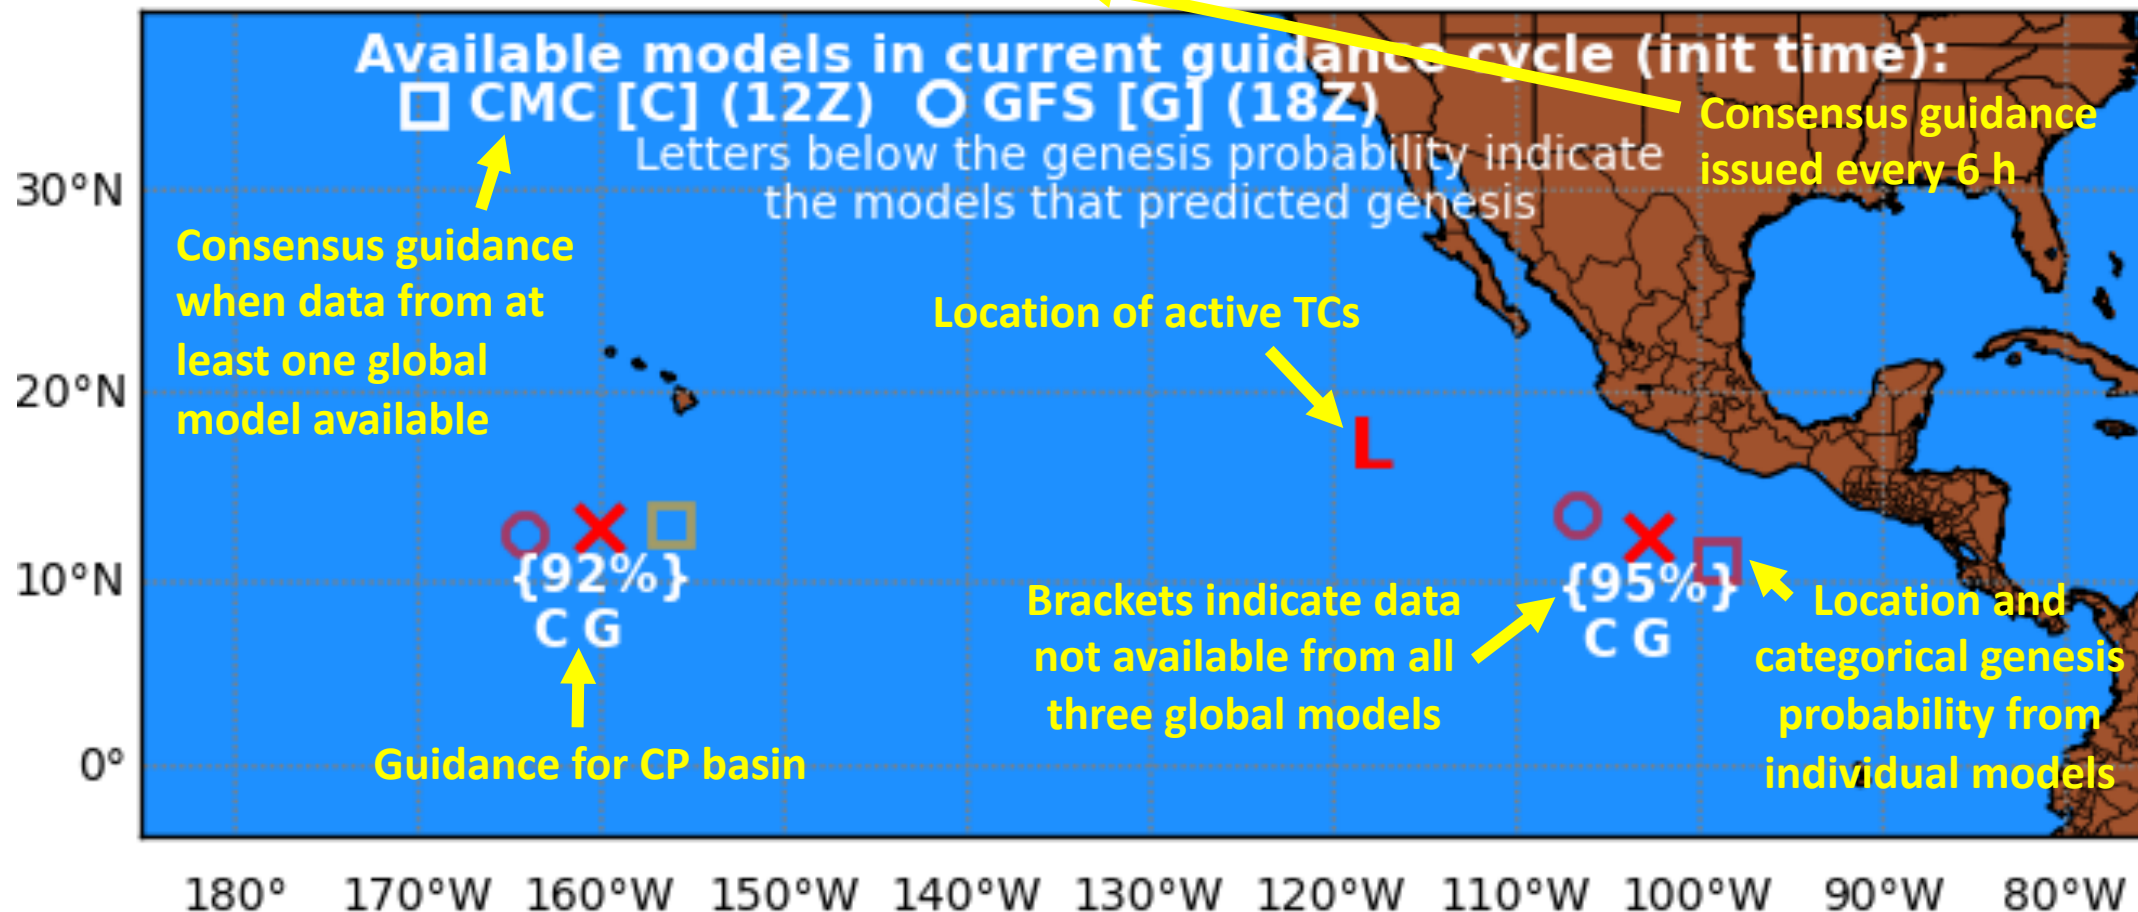 Available models in current guidance cycle (init time):
CMC [C] (12Z) GFS [G] (18Z)
Letters below the genesis probability indicate
the models that predicted genesis
Consensus guidance
issued every 6 h
Consensus guidance
when data from at
least one global
model available
Location of active TCs
L
{92%}
C G
Guidance for CP basin
{95%}
C G
Brackets indicate data
not available from all
three global models
Location and
categorical genesis
probability from
individual models
30°N
20°N
10°N
0°
180° 170°W 160°W 150°W 140°W 130°W 120°W 110°W 100°W 90°W 80°W